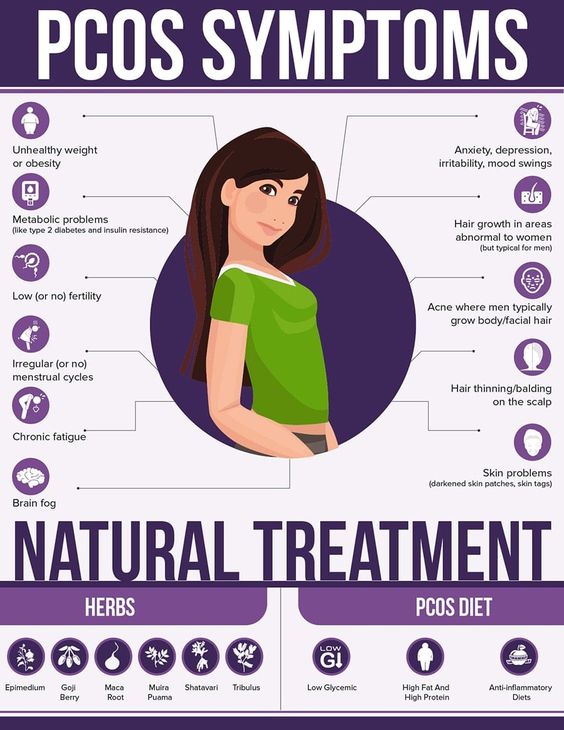 PCOS SYMPTOMS
Unhealthy weight
or obesity
Metabolic problems
(like type 2 diabetes and insulin resistance)
Low (or no) fertility
Irregular (or no)
menstrual cycles
Chronic fatigue
Brain fog
Anxiety, depression,
irritability, mood swings
Hair growth in areas
abnormal to women
(but typical for men)
Acne where men typically
grow body/facial hair
Hair thinning/balding
on the scalp
Skin problems
(darkened skin patches, skin tags)
NATURAL TREATMENT
HERBS
Epimedium
Goji
Berry
Maca
Root
Muira
Puama
Shatavari
Tribulus
PCOS DIET
LOW
GI
Low Glycemic
High Fat And
High Protein
Anti-inflammatory
Diets